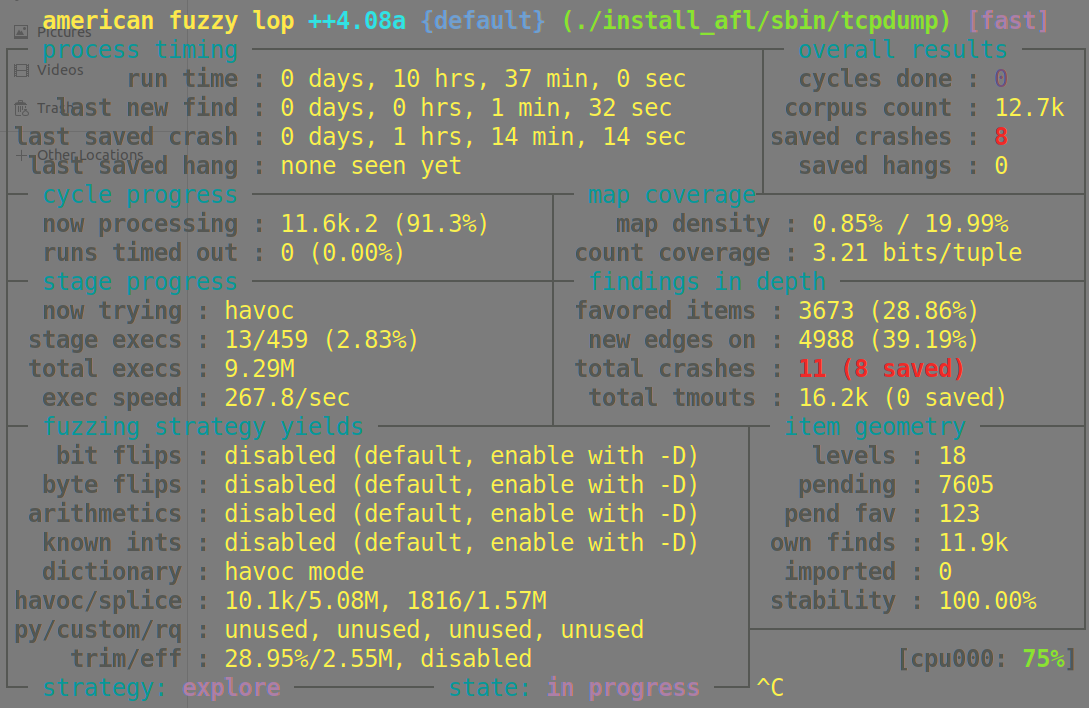 american fuzzy lop ++4.08a {default} (./install_afl/sbin/tcpdump) [fast]
Pictures
process timing overall results
run time : 0 days, 10 hrs, 37 min, 0 sec cycles done : 0
Videos
last new find : 0 days, 0 hrs, 1 min, 32 sec corpus count : 12.7k
Trash
last saved crash : 0 days, 1 hrs, 14 min, 14 sec saved crashes : 8
+ Other Locations
last saved hang : none seen yet saved hangs : 0
cycle progress map coverage
now processing : 11.6k.2 (91.3%) map density : 0.85% / 19.99%
runs timed out : 0 (0.00%) count coverage : 3.21 bits/tuple
stage progress findings in depth
now trying : havoc favored items : 3673 (28.86%)
stage execs : 13/459 (2.83%) new edges on : 4988 (39.19%)
total execs : 9.29M total crashes : 11 (8 saved)
exec speed : 267.8/sec total tmouts : 16.2k (0 saved)
fuzzing strategy yields item geometry
bit flips : disabled (default, enable with -D) levels : 18
byte flips : disabled (default, enable with -D) pending : 7605
arithmetics : disabled (default, enable with -D) pend fav : 123
known ints : disabled (default, enable with -D) own finds : 11.9k
dictionary : havoc mode imported : 0
havoc/splice : 10.1k/5.08M, 1816/1.57M stability : 100.00%
py/custom/rq : unused, unused, unused, unused
trim/eff : 28.95%/2.55M, disabled [cpu000: 75%]
strategy: explore state: in progress ^C